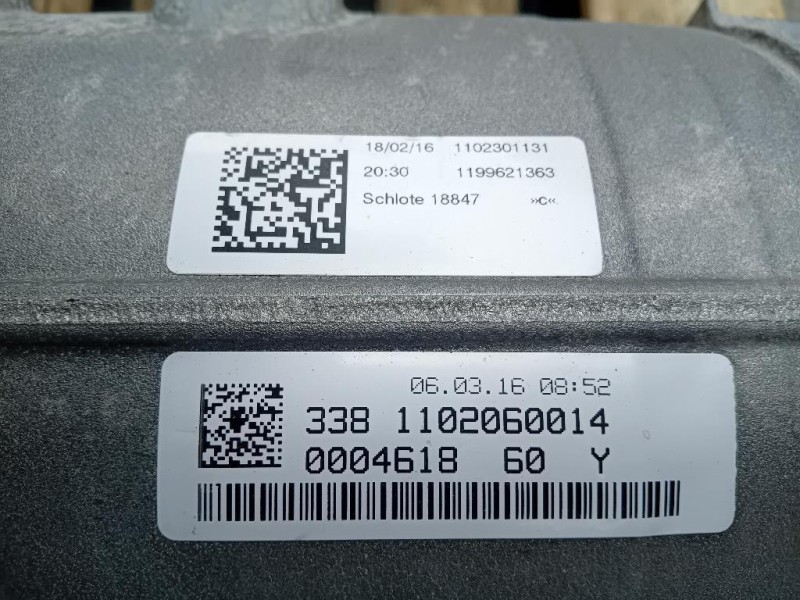 18/02/16 1102301131
20:30 1199621363
Schlote 18847 »C«
06.03.16 08:52
338 1102060014
0004618 60 Y